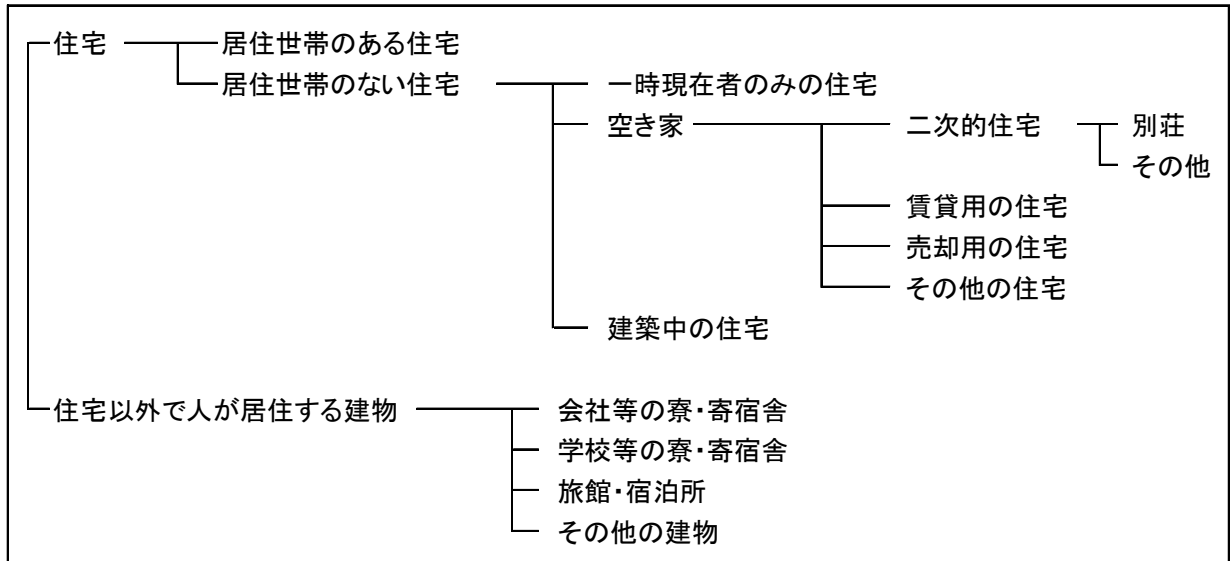 住宅 居住世帯のある住宅
居住世帯のない住宅 一時現在者のみの住宅
空き家 二次的住宅 別荘
その他
賃貸用の住宅
売却用の住宅
その他の住宅
建築中の住宅
住宅以外で人が居住する建物 会社等の寮・寄宿舎
学校等の寮・寄宿舎
旅館・宿泊所
その他の建物